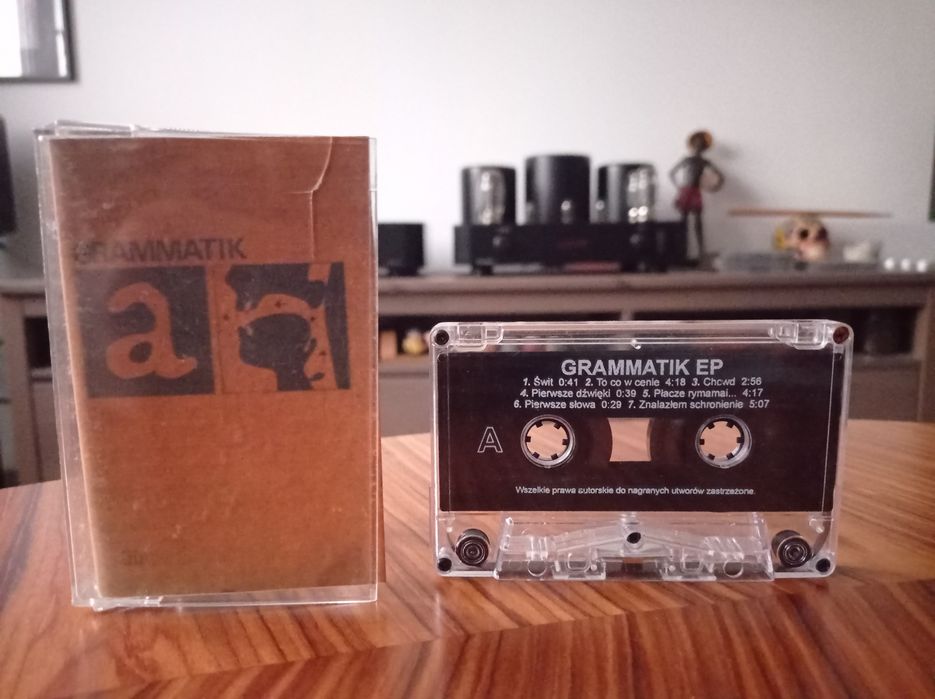 GRAMMATIK
a
GRAMMATIK EP
1. Świt 0:41 2. To co w cenie 4:18 3. Chcwd 2:56
4. Pierwsze dźwięki 0:39 5. Płacze rymamai... 4:17
6. Pierwsze słowa 0:29 7. Znalazłem schronienie 5:07
A
Wszelkie prawa autorskie do nagranych utworów zastrzeżone.